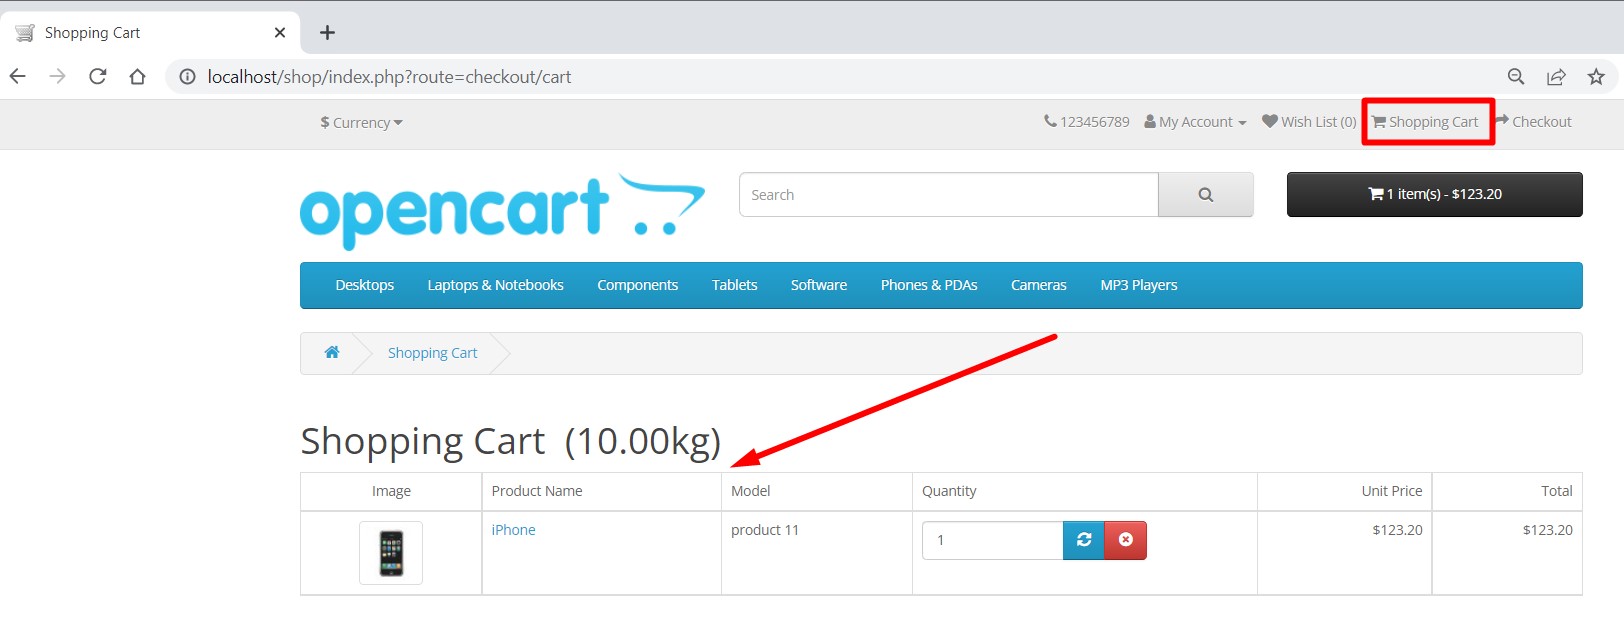 Shopping Cart
localhost/shop/index.php?route=checkout/cart
$ Currency 123456789 My Account Wish List (0) Shopping Cart Checkout
opencart Search 1 item(s) - $123.20
Desktops Laptops & Notebooks Components Tablets Software Phones & PDAs Cameras MP3 Players
Shopping Cart
Shopping Cart (10.00kg)
Image Product Name Model Quantity Unit Price Total
iPhone product 11 1 $123.20 $123.20